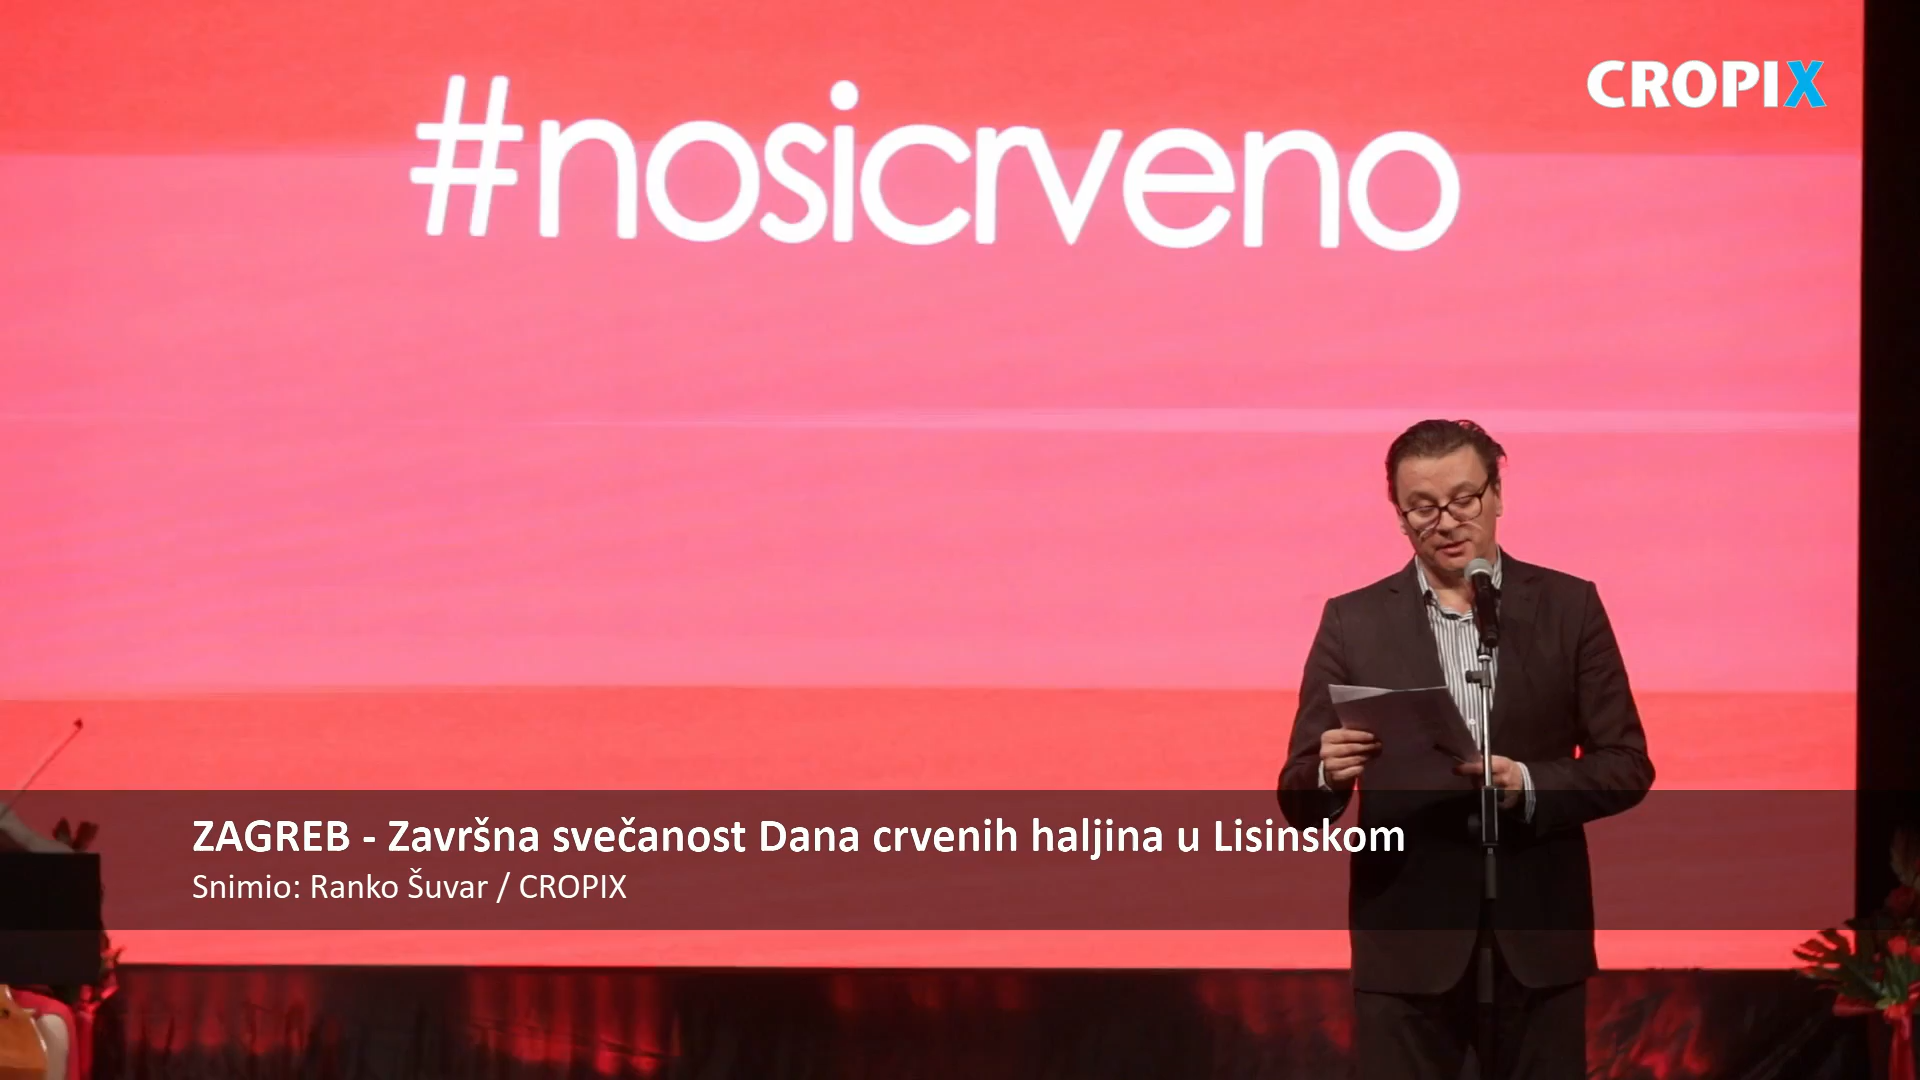 #nosicrveno
CROPIX
ZAGREB - Završna svečanost Dana crvenih haljina u Lisinskom
Snimio: Ranko Šuvar / CROPIX